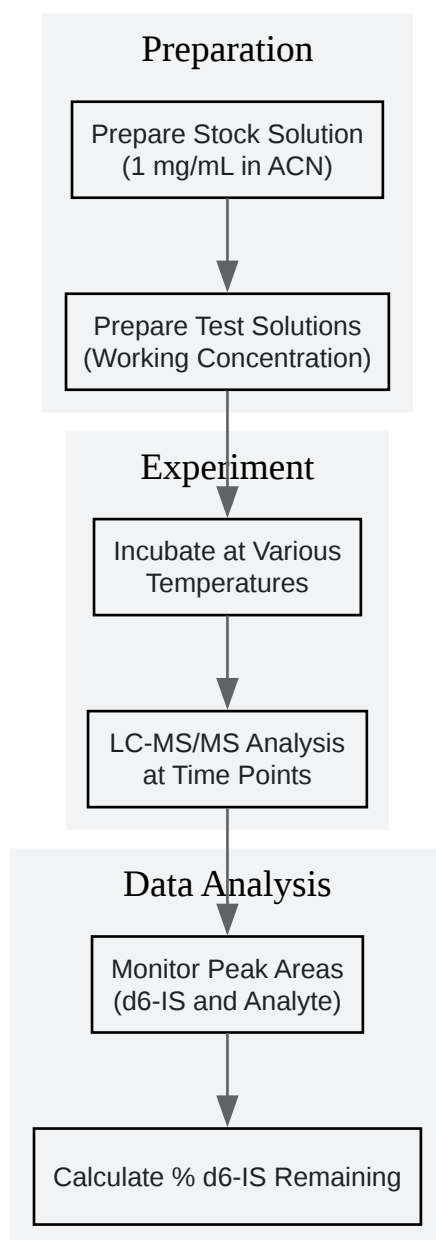 Preparation
Prepare Stock Solution
(1 mg/mL in ACN)
Prepare Test Solutions
(Working Concentration)
Experiment
Incubate at Various
Temperatures
LC-MS/MS Analysis
at Time Points
Data Analysis
Monitor Peak Areas
(d6-IS and Analyte)
Calculate % d6-IS Remaining